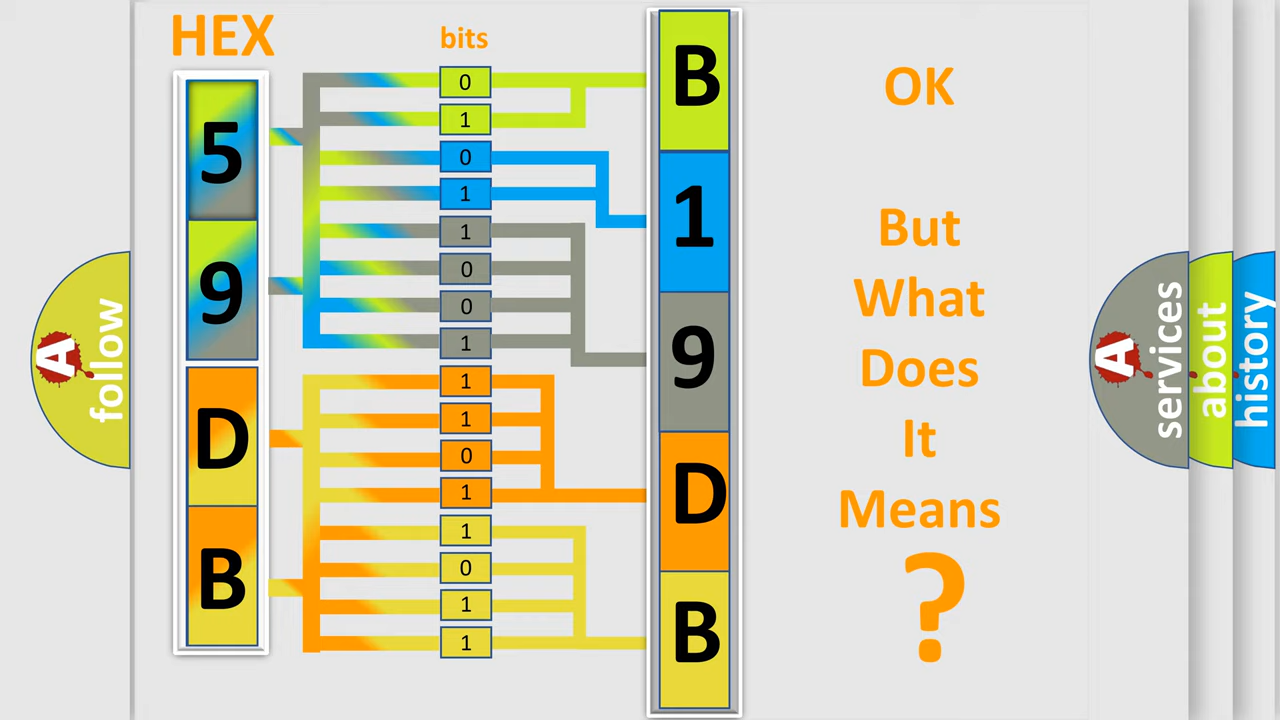 HEX
bits
5
9
D
B
0
1
0
1
1
0
0
1
1
1
0
1
1
0
1
1
B
1
9
D
B
OK
But
What
Does
It
Means
?
A
follow
A
services
about
history